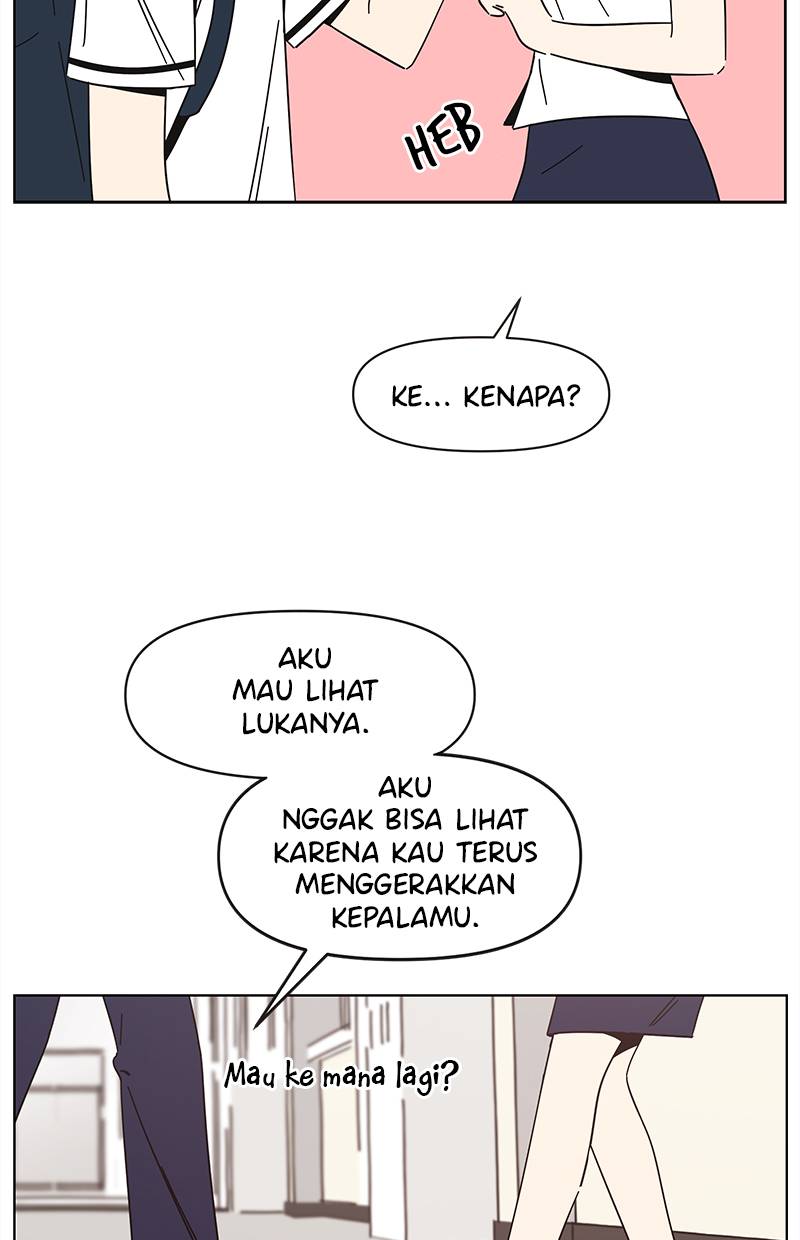 HEB
KE... KENAPA?
AKU
MAU LIHAT
LUKANYA.
AKU
NGGAK BISA LIHAT
KARENA KAU TERUS
MENGGERAKKAN
KEPALAMU.
Mau ke mana lagi?